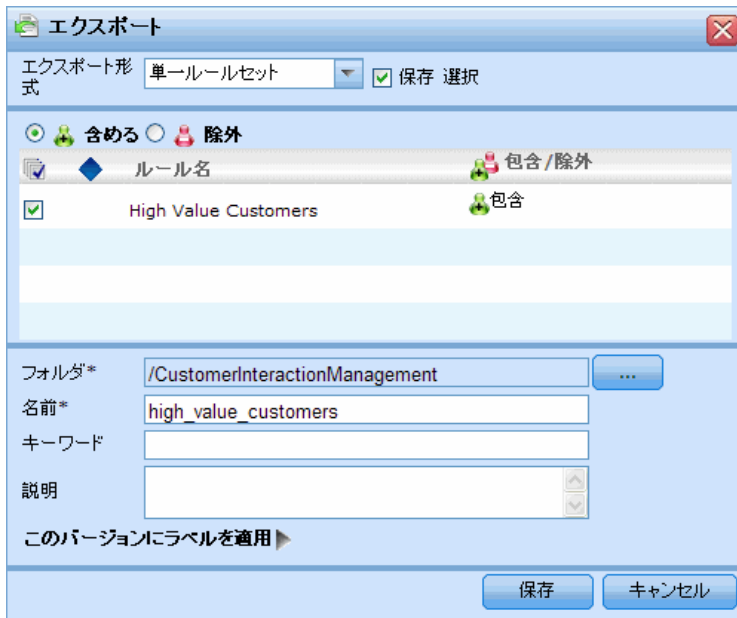 エクスポート
エクスポート形式 単一ルールセット 保存 選択
含める 除外
ルール名 包含/除外
High Value Customers 包含
フォルダ* /CustomerInteractionManagement ...
名前* high_value_customers
キーワード
説明
このバージョンにラベルを適用
保存 キャンセル